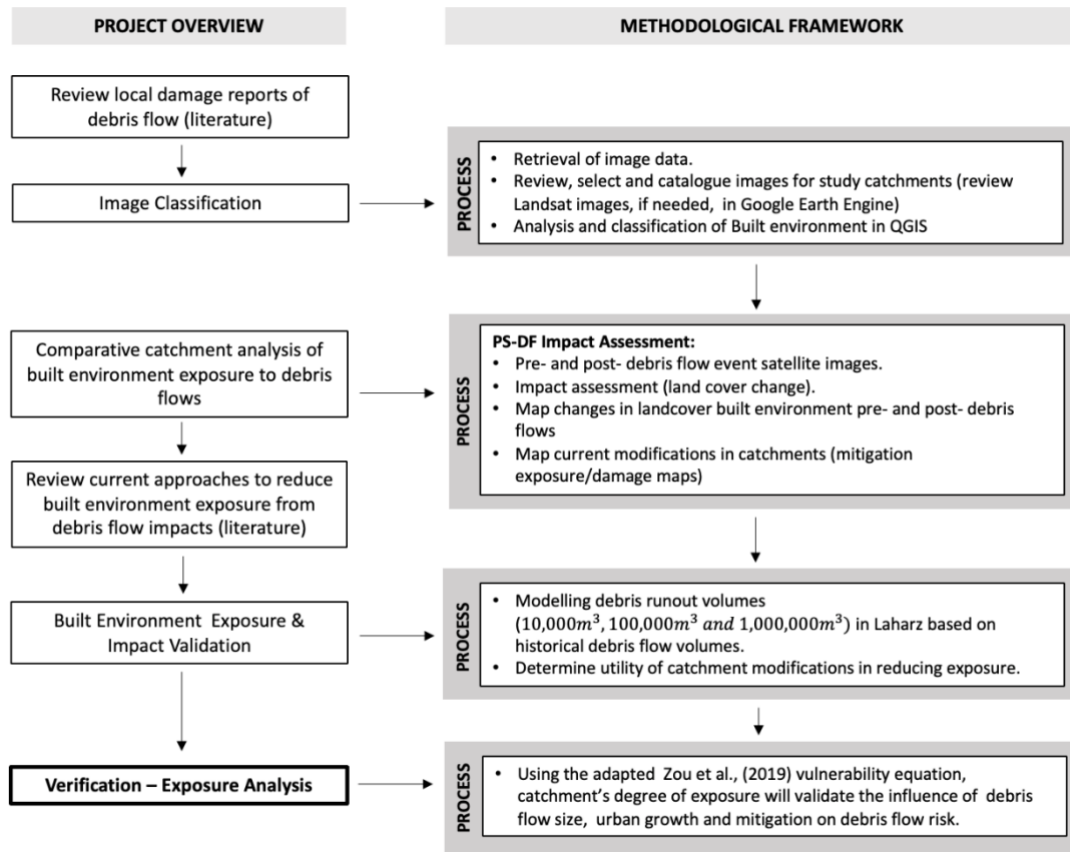 PROJECT OVERVIEW
METHODOLOGICAL FRAMEWORK
Review local damage reports of
debris flow (literature)
Image Classification
PROCESS
• Retrieval of image data.
• Review, select and catalogue images for study catchments (review
Landsat images, if needed, in Google Earth Engine)
• Analysis and classification of Built environment in QGIS
Comparative catchment analysis of
built environment exposure to debris
flows
PROCESS
PS-DF Impact Assessment:
• Pre- and post- debris flow event satellite images.
• Impact assessment (land cover change).
• Map changes in landcover built environment pre- and post- debris
flows
• Map current modifications in catchments (mitigation
exposure/damage maps)
Review current approaches to reduce
built environment exposure from
debris flow impacts (literature)
Built Environment Exposure &
Impact Validation
PROCESS
• Modelling debris runout volumes
(10,000m³, 100,000m³ and 1,000,000m³) in Laharz based on
historical debris flow volumes.
• Determine utility of catchment modifications in reducing exposure.
Verification – Exposure Analysis
PROCESS
• Using the adapted Zou et al., (2019) vulnerability equation,
catchment's degree of exposure will validate the influence of debris
flow size, urban growth and mitigation on debris flow risk.